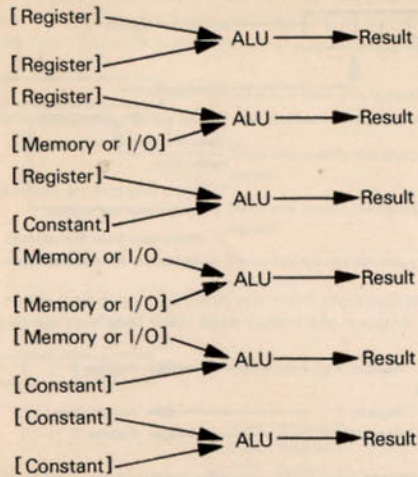 [Register]
ALU Result
[Register]
[Register]
ALU Result
[Memory or I/O]
[Register]
ALU Result
[Constant]
[Memory or I/O
ALU Result
[Memory or I/O]
[Memory or I/O]
ALU Result
[Constant]
[Constant]
ALU Result
[Constant]